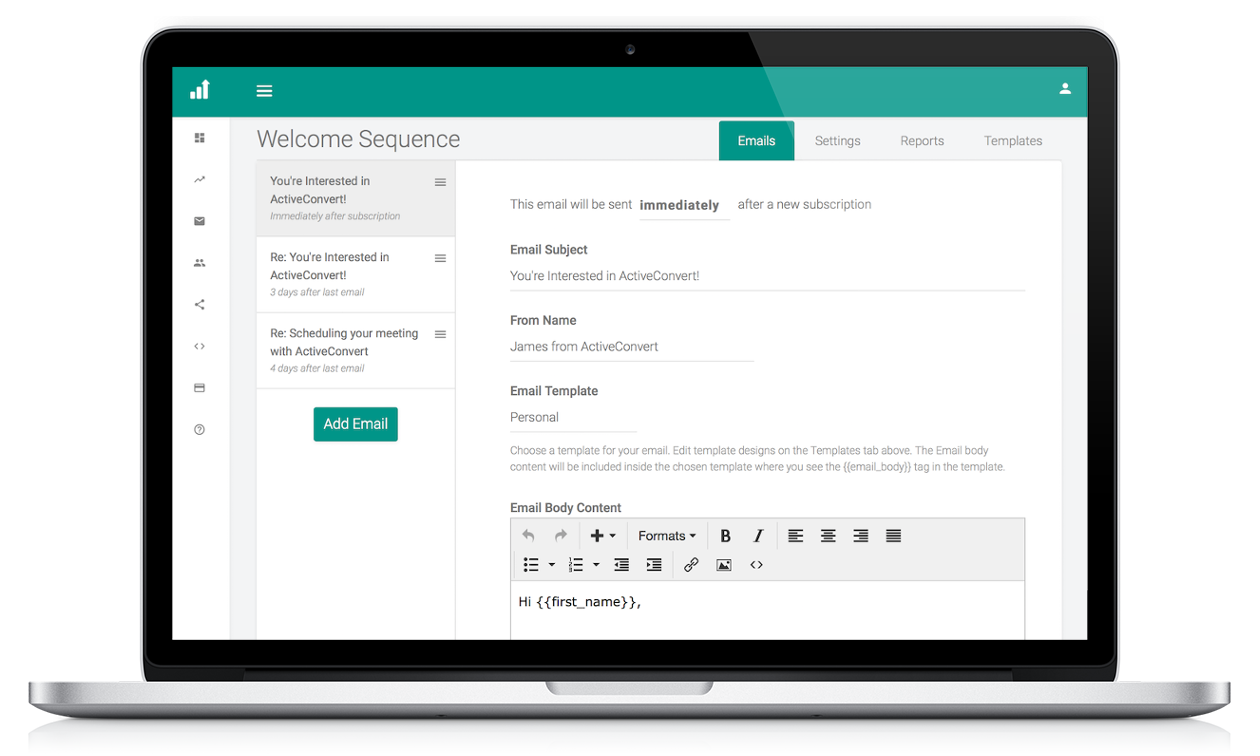 Welcome Sequence
Emails
Settings
Reports
Templates
You're Interested in
ActiveConvert!
Immediately after subscription
Re: You're Interested in
ActiveConvert!
3 days after last email
Re: Scheduling your meeting
with ActiveConvert
4 days after last email
Add Email
This email will be sent immediately after a new subscription
Email Subject
You're Interested in ActiveConvert!
From Name
James from ActiveConvert
Email Template
Personal
Choose a template for your email. Edit template designs on the Templates tab above. The Email body
content will be included inside the chosen template where you see the {{email_body}} tag in the template.
Email Body Content
Formats
B I
Hi {{first_name}},